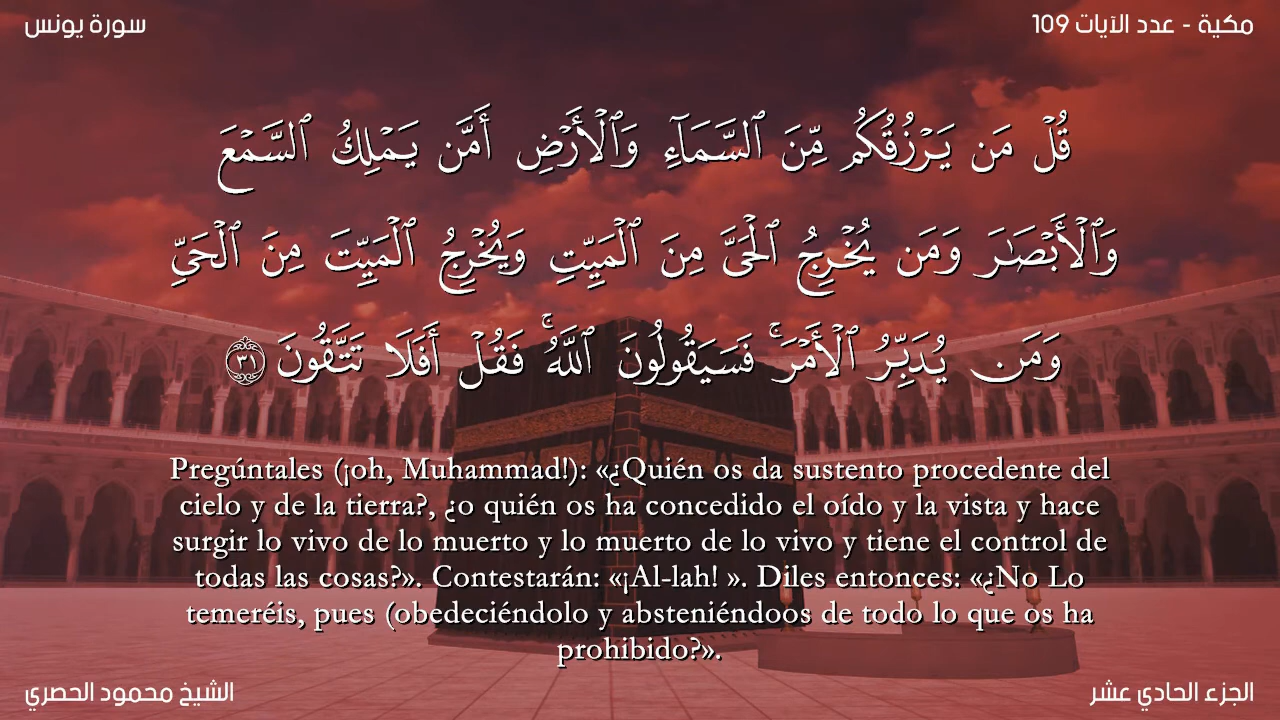 مكية - عدد الآيات 109
سورة يونس
قُلْ مَن يَرْزُقُكُم مِّنَ ٱلسَّمَآءِ وَٱلْأَرْضِ أَمَّن يَمْلِكُ ٱلسَّمْعَ
وَٱلْأَبْصَـٰرَ وَمَن يُخْرِجُ ٱلْحَىَّ مِنَ ٱلْمَيِّتِ وَيُخْرِجُ ٱلْمَيِّتَ مِنَ ٱلْحَىِّ
وَمَن يُدَبِّرُ ٱلْأَمْرَ ۚ فَسَيَقُولُونَ ٱللَّهُ ۚ فَقُلْ أَفَلَا تَتَّقُونَ ٣١
Pregúntales (¡oh, Muhammad!): «¿Quién os da sustento procedente del
cielo y de la tierra?, ¿o quién os ha concedido el oído y la vista y hace
surgir lo vivo de lo muerto y lo muerto de lo vivo y tiene el control de
todas las cosas?». Contestarán: «¡Al-lah! ». Diles entonces: «¿No Lo
temeréis, pues (obedeciéndolo y absteniéndoos de todo lo que os ha
prohibido?».
الجزء الحادي عشر
الشيخ محمود الحصري